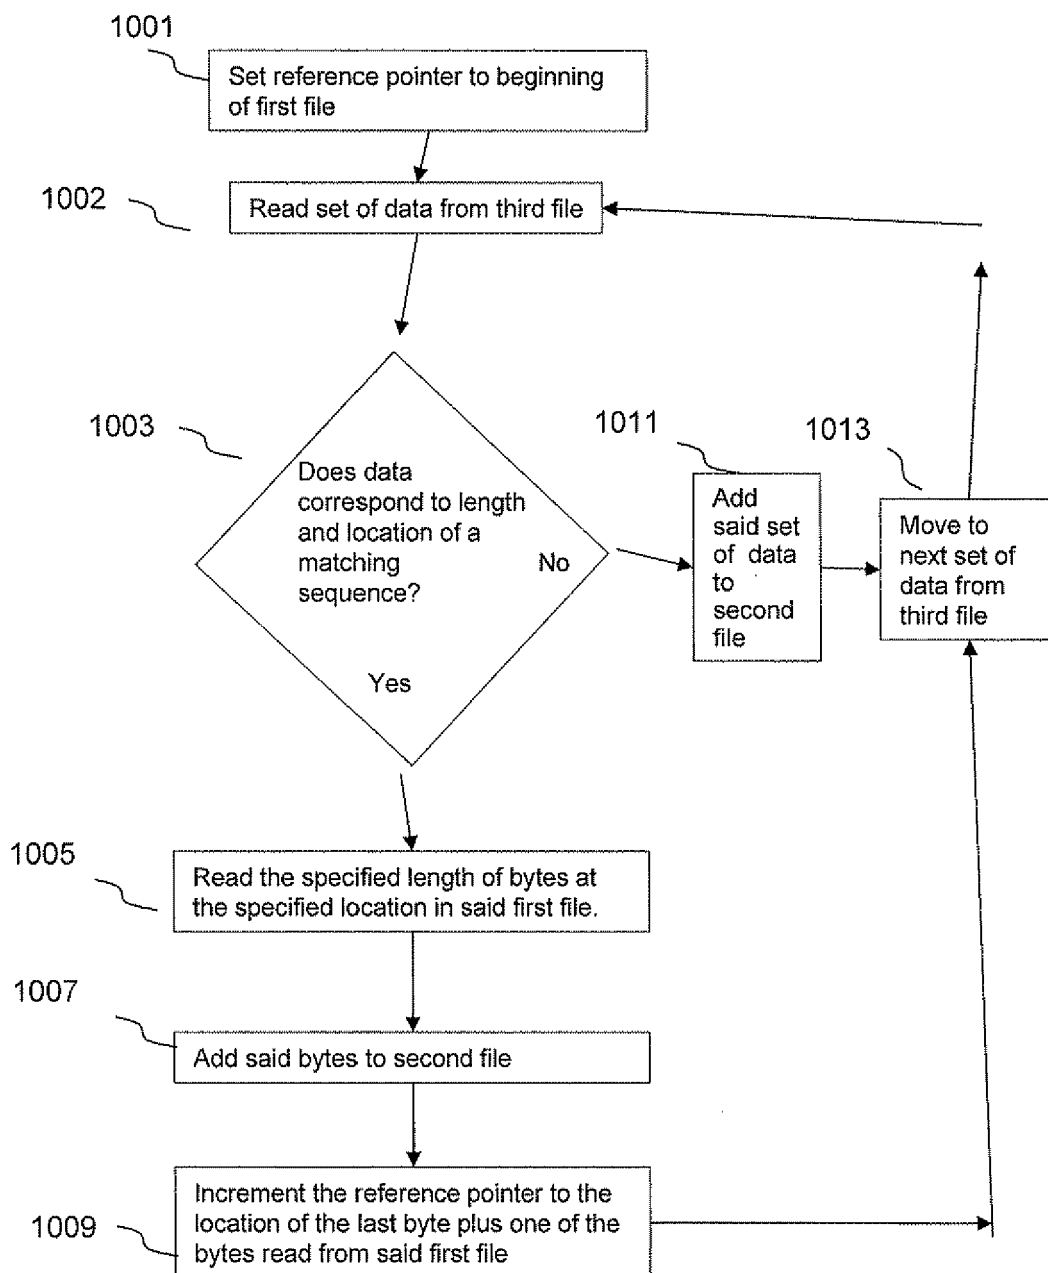 1001
Set reference pointer to beginning
of first file
1002
Read set of data from third file
1003
Does data
correspond to length
and location of a
matching
sequence?
No
Yes
1011
Add
said set
of data
to
second
file
1013
Move to
next set of
data from
third file
1005
Read the specified length of bytes at
the specified location in said first file.
1007
Add said bytes to second file
1009
Increment the reference pointer to the
location of the last byte plus one of the
bytes read from said first file